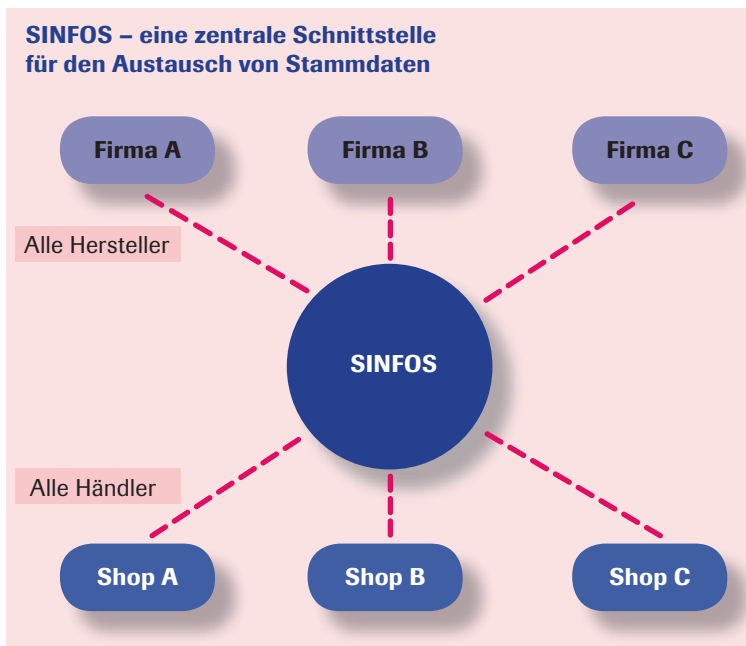 SINFOS – eine zentrale Schnittstelle
für den Austausch von Stammdaten
Firma A
Firma B
Firma C
Alle Hersteller
SINFOS
Alle Händler
Shop A
Shop B
Shop C